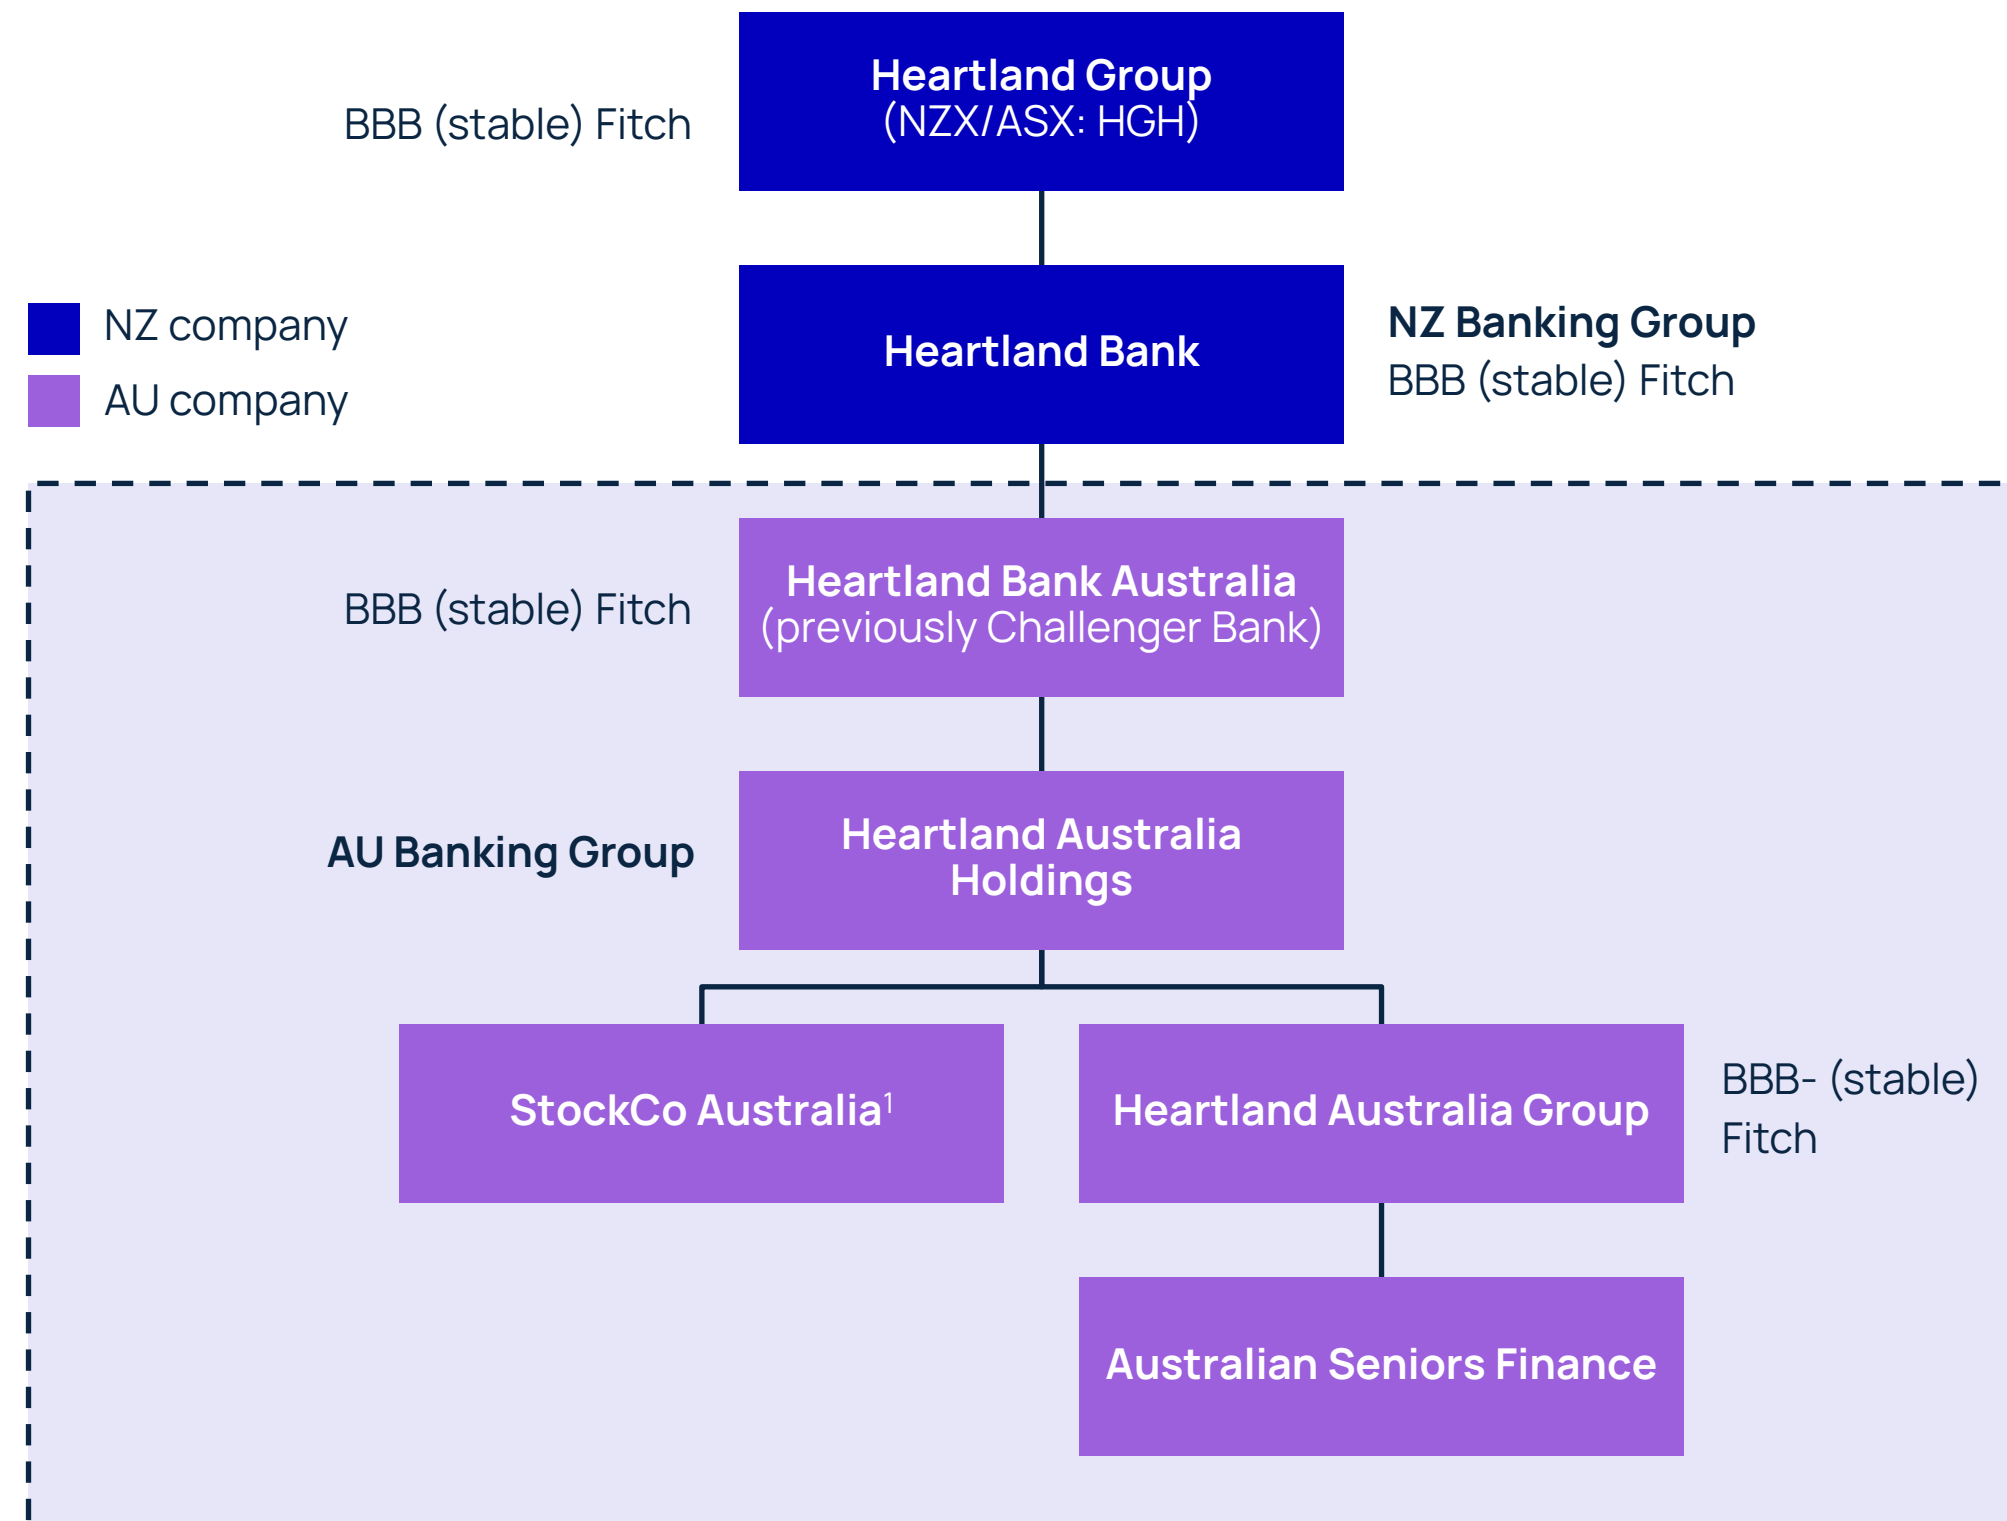 Heartland Group
(NZX/ASX: HGH)
BBB (stable) Fitch
NZ company
AU company
Heartland Bank
NZ Banking Group
BBB (stable) Fitch
BBB (stable) Fitch
Heartland Bank Australia
(previously Challenger Bank)
AU Banking Group
Heartland Australia
Holdings
StockCo Australia¹
Heartland Australia Group
BBB- (stable)
Fitch
Australian Seniors Finance